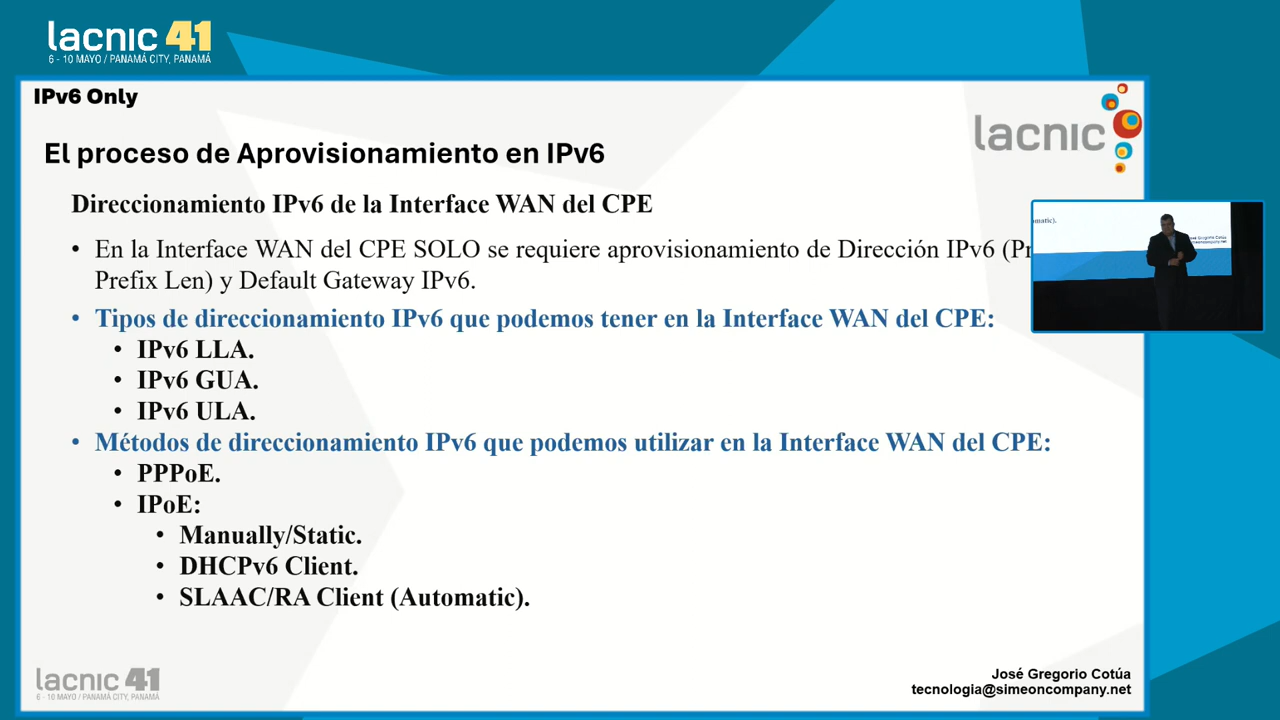 lacnic 41
6 - 10 MAYO / PANAMÁ CITY, PANAMÁ
IPv6 Only
lacnic
El proceso de Aprovisionamiento en IPv6
Direccionamiento IPv6 de la Interface WAN del CPE
• En la Interface WAN del CPE SOLO se requiere aprovisionamiento de Dirección IPv6
Prefix Len) y Default Gateway IPv6.
• Tipos de direccionamiento IPv6 que podemos tener en la Interface WAN del CPE:
• IPv6 LLA.
• IPv6 GUA.
• IPv6 ULA.
• Métodos de direccionamiento IPv6 que podemos utilizar en la Interface WAN del CPE:
• PPPoE.
• IPoE:
• Manually/Static.
• DHCPv6 Client.
• SLAAC/RA Client (Automatic).
lacnic 41
6 - 10 MAYO / PANAMÁ CITY, PANAMÁ
José Gregorio Cotúa
tecnologia@simeoncompany.net